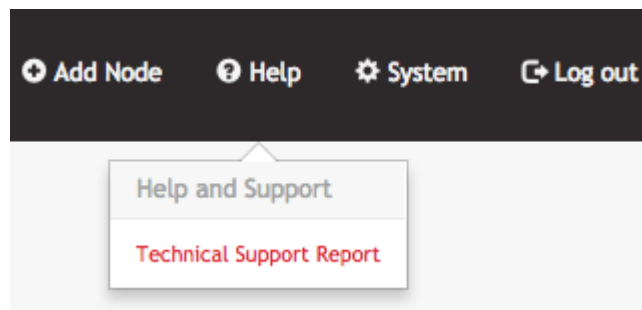 Add Node Help System Log out
Help and Support
Technical Support Report